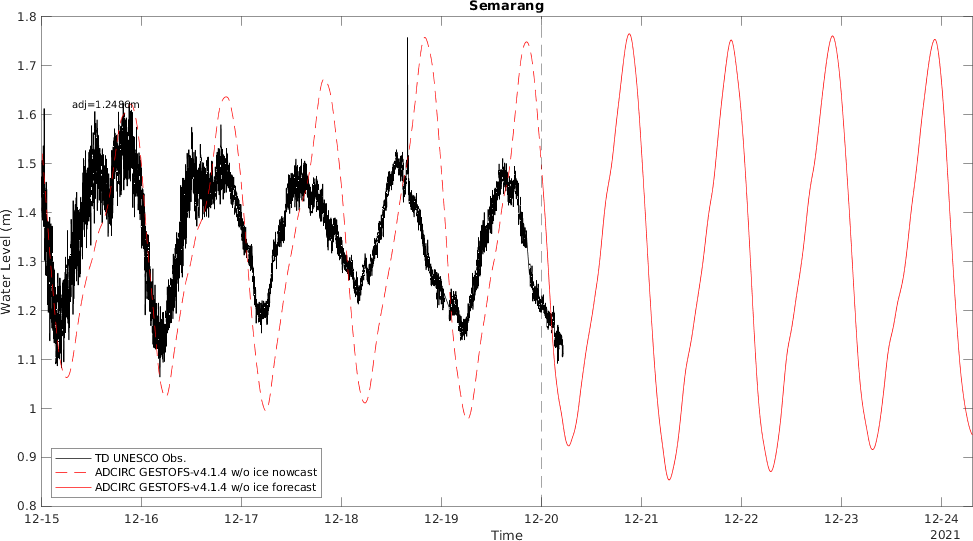 Semarang
1.8
1.7
1.6
1.5
1.4
1.3
1.2
1.1
1
0.9
0.8
Water Level (m)
adj=1.2480m
TD UNESCO Obs.
ADCIRC GESTOFS-v4.1.4 w/o ice nowcast
ADCIRC GESTOFS-v4.1.4 w/o ice forecast
12-15 12-16 12-17 12-18 12-19 12-20 12-21 12-22 12-23 12-24
Time 2021